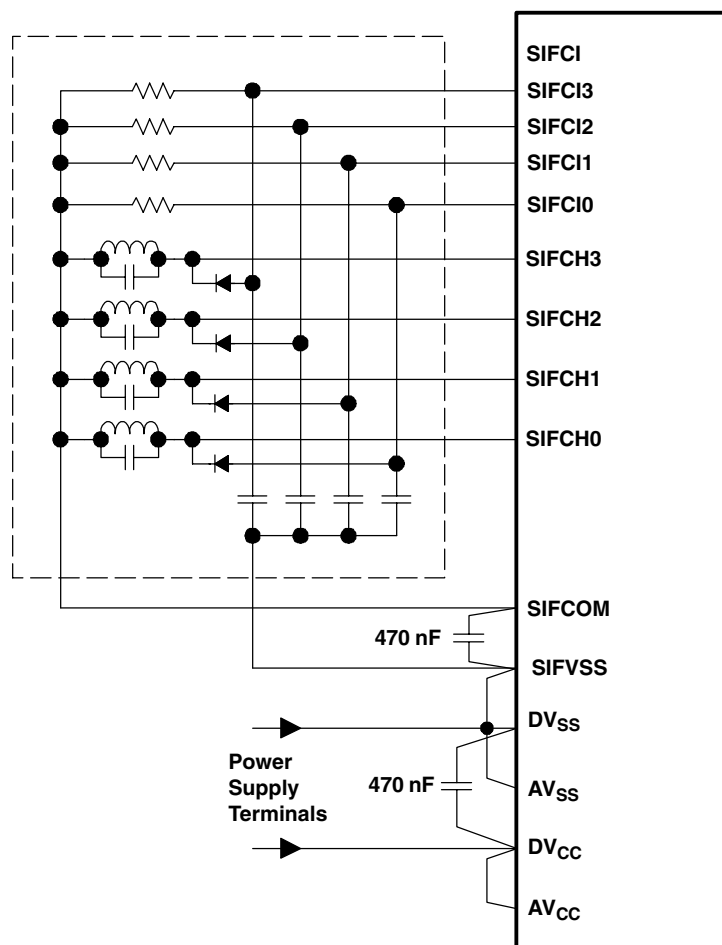 SIFCI
SIFCI3
SIFCI2
SIFCI1
SIFCI0
SIFCH3
SIFCH2
SIFCH1
SIFCH0
SIFCOM
470 nF
SIFVSS
DVSS
Power
Supply
Terminals
470 nF
AVSS
DVCC
AVCC